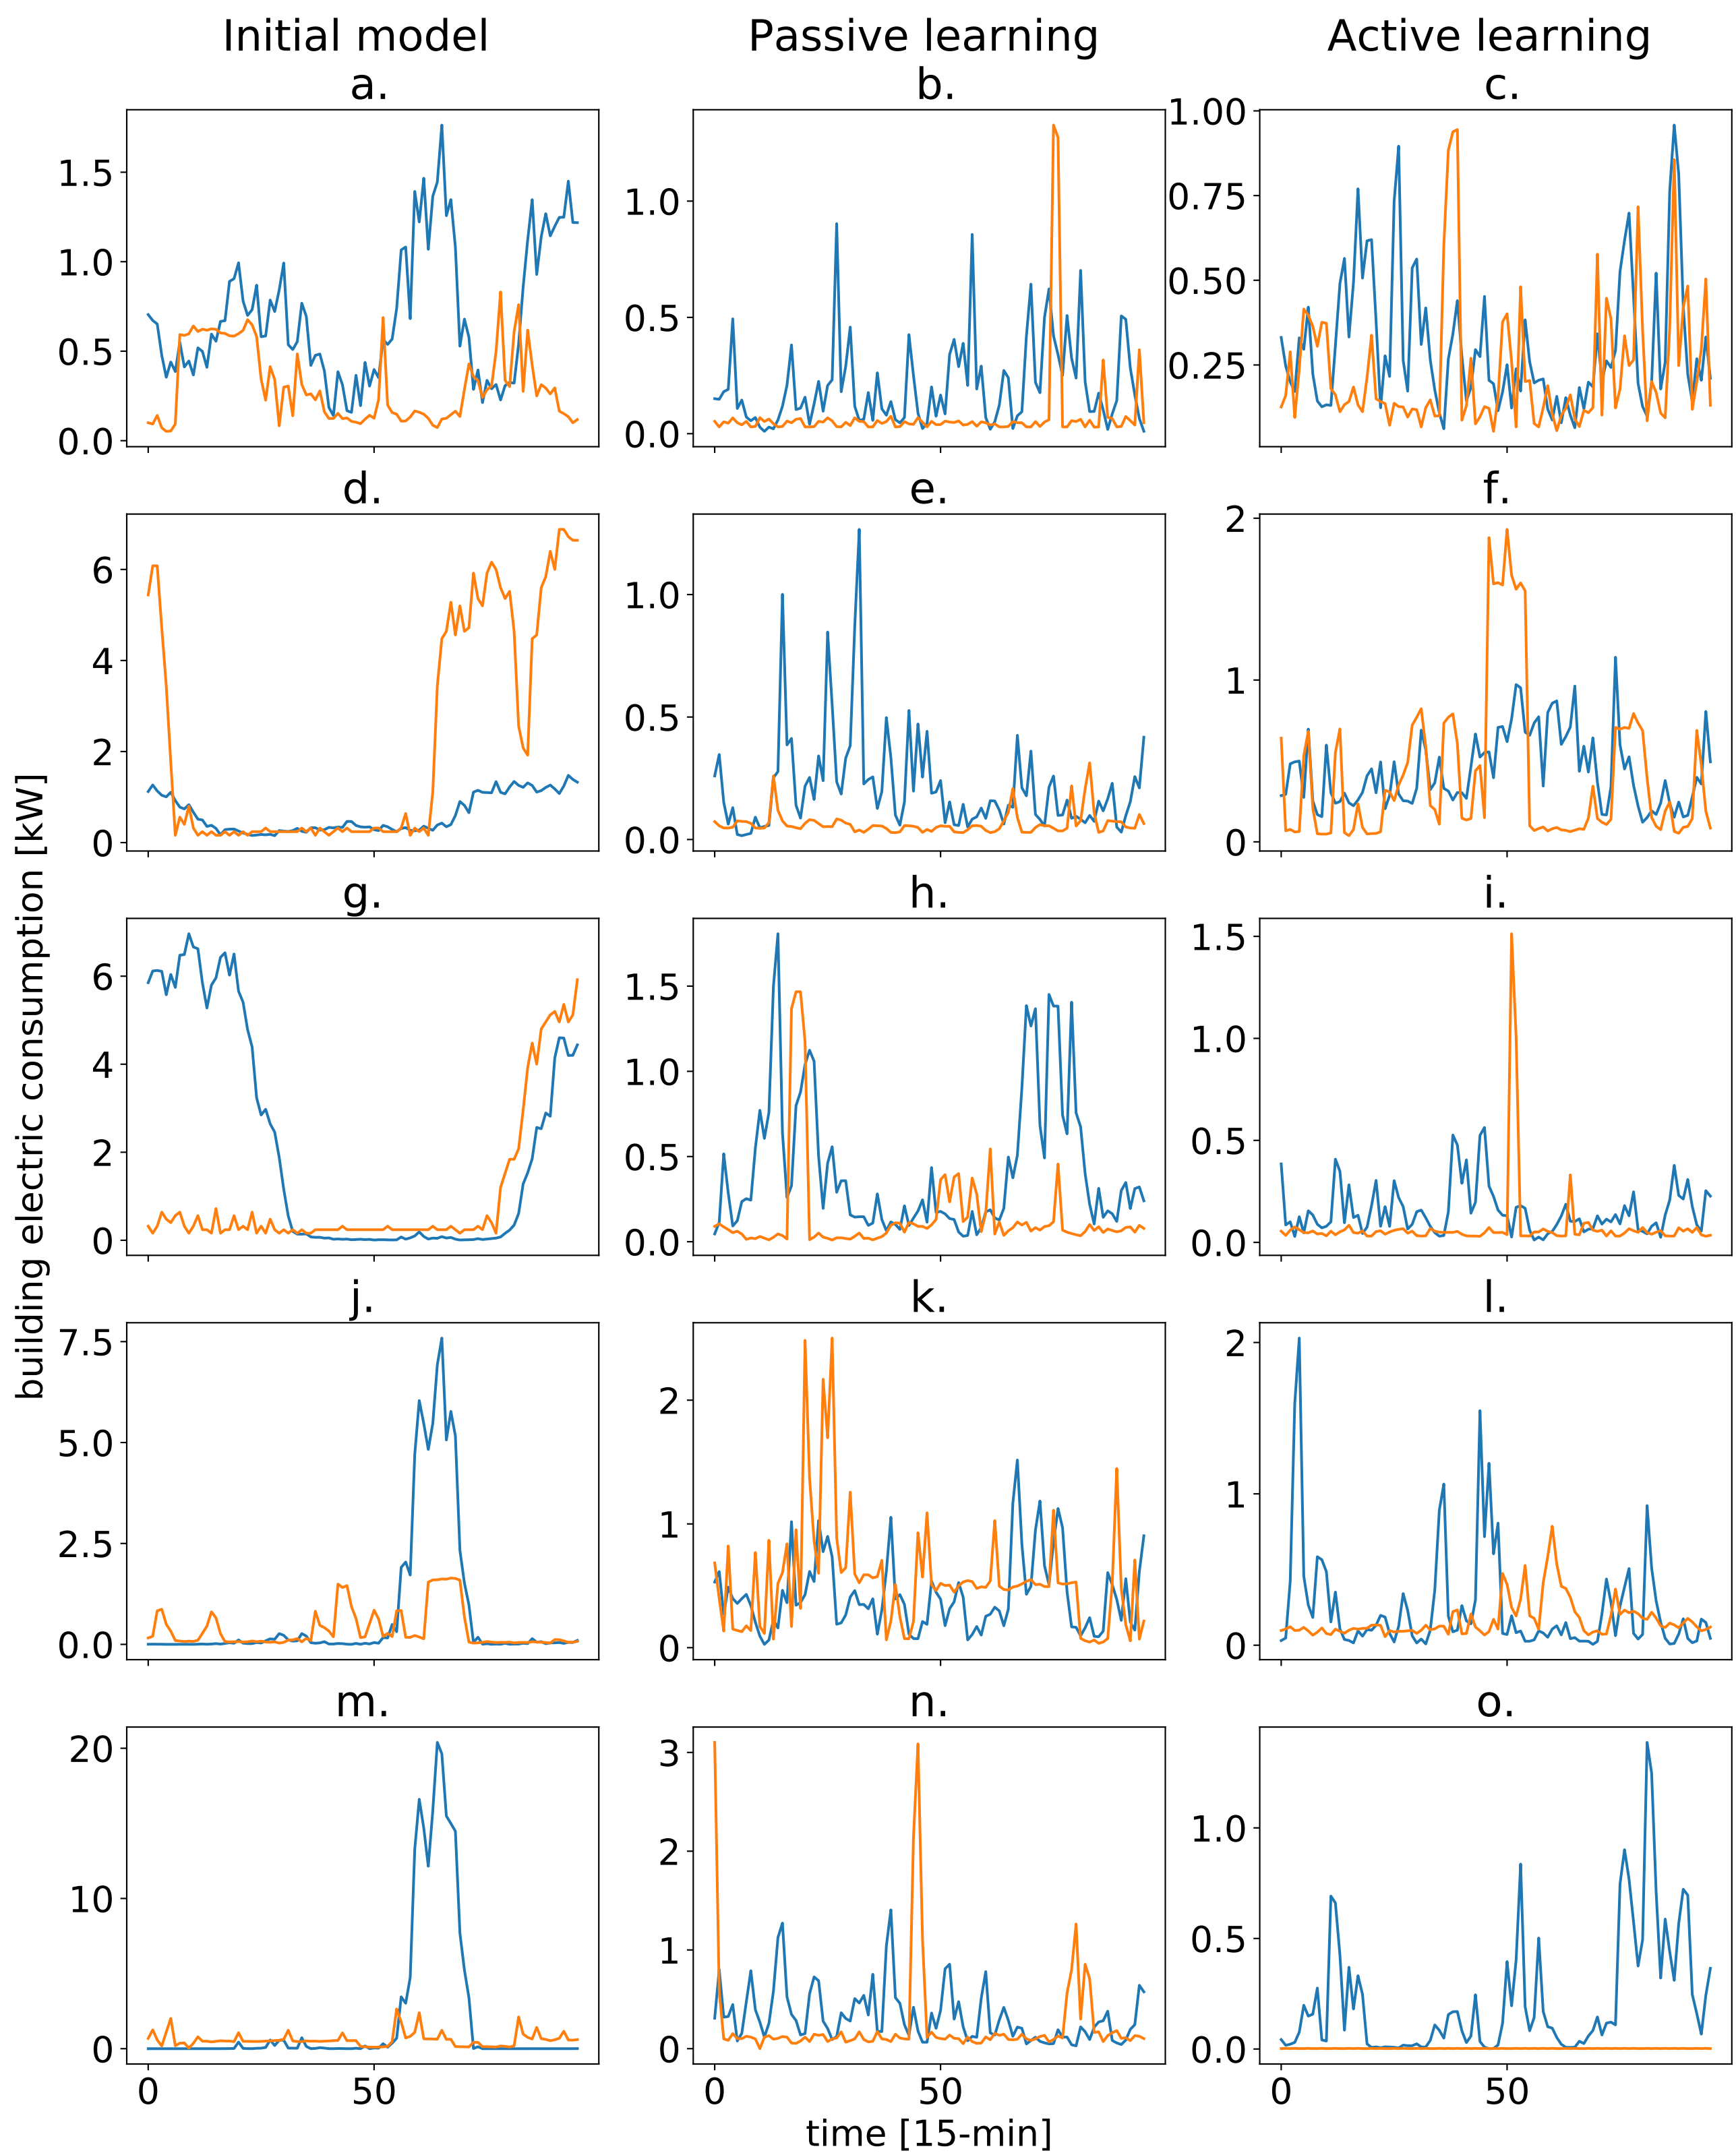 Initial model Passive learning Active learning
a. b. c.
1.5 1.0 0.5 0.0
1.0 0.5 0.0
1.00 0.75 0.50 0.25
d. e. f.
6 4 2 0
1.0 0.5 0.0
2 1 0
g. h. i.
6 4 2 0
1.5 1.0 0.5 0.0
1.5 1.0 0.5 0.0
j. k. l.
7.5 5.0 2.5 0.0
2 1 0
2 1 0
m. n. o.
20 10 0
3 2 1 0
1.0 0.5 0.0
0 50 0 50 0 50
building electric consumption [kW]
time [15-min]